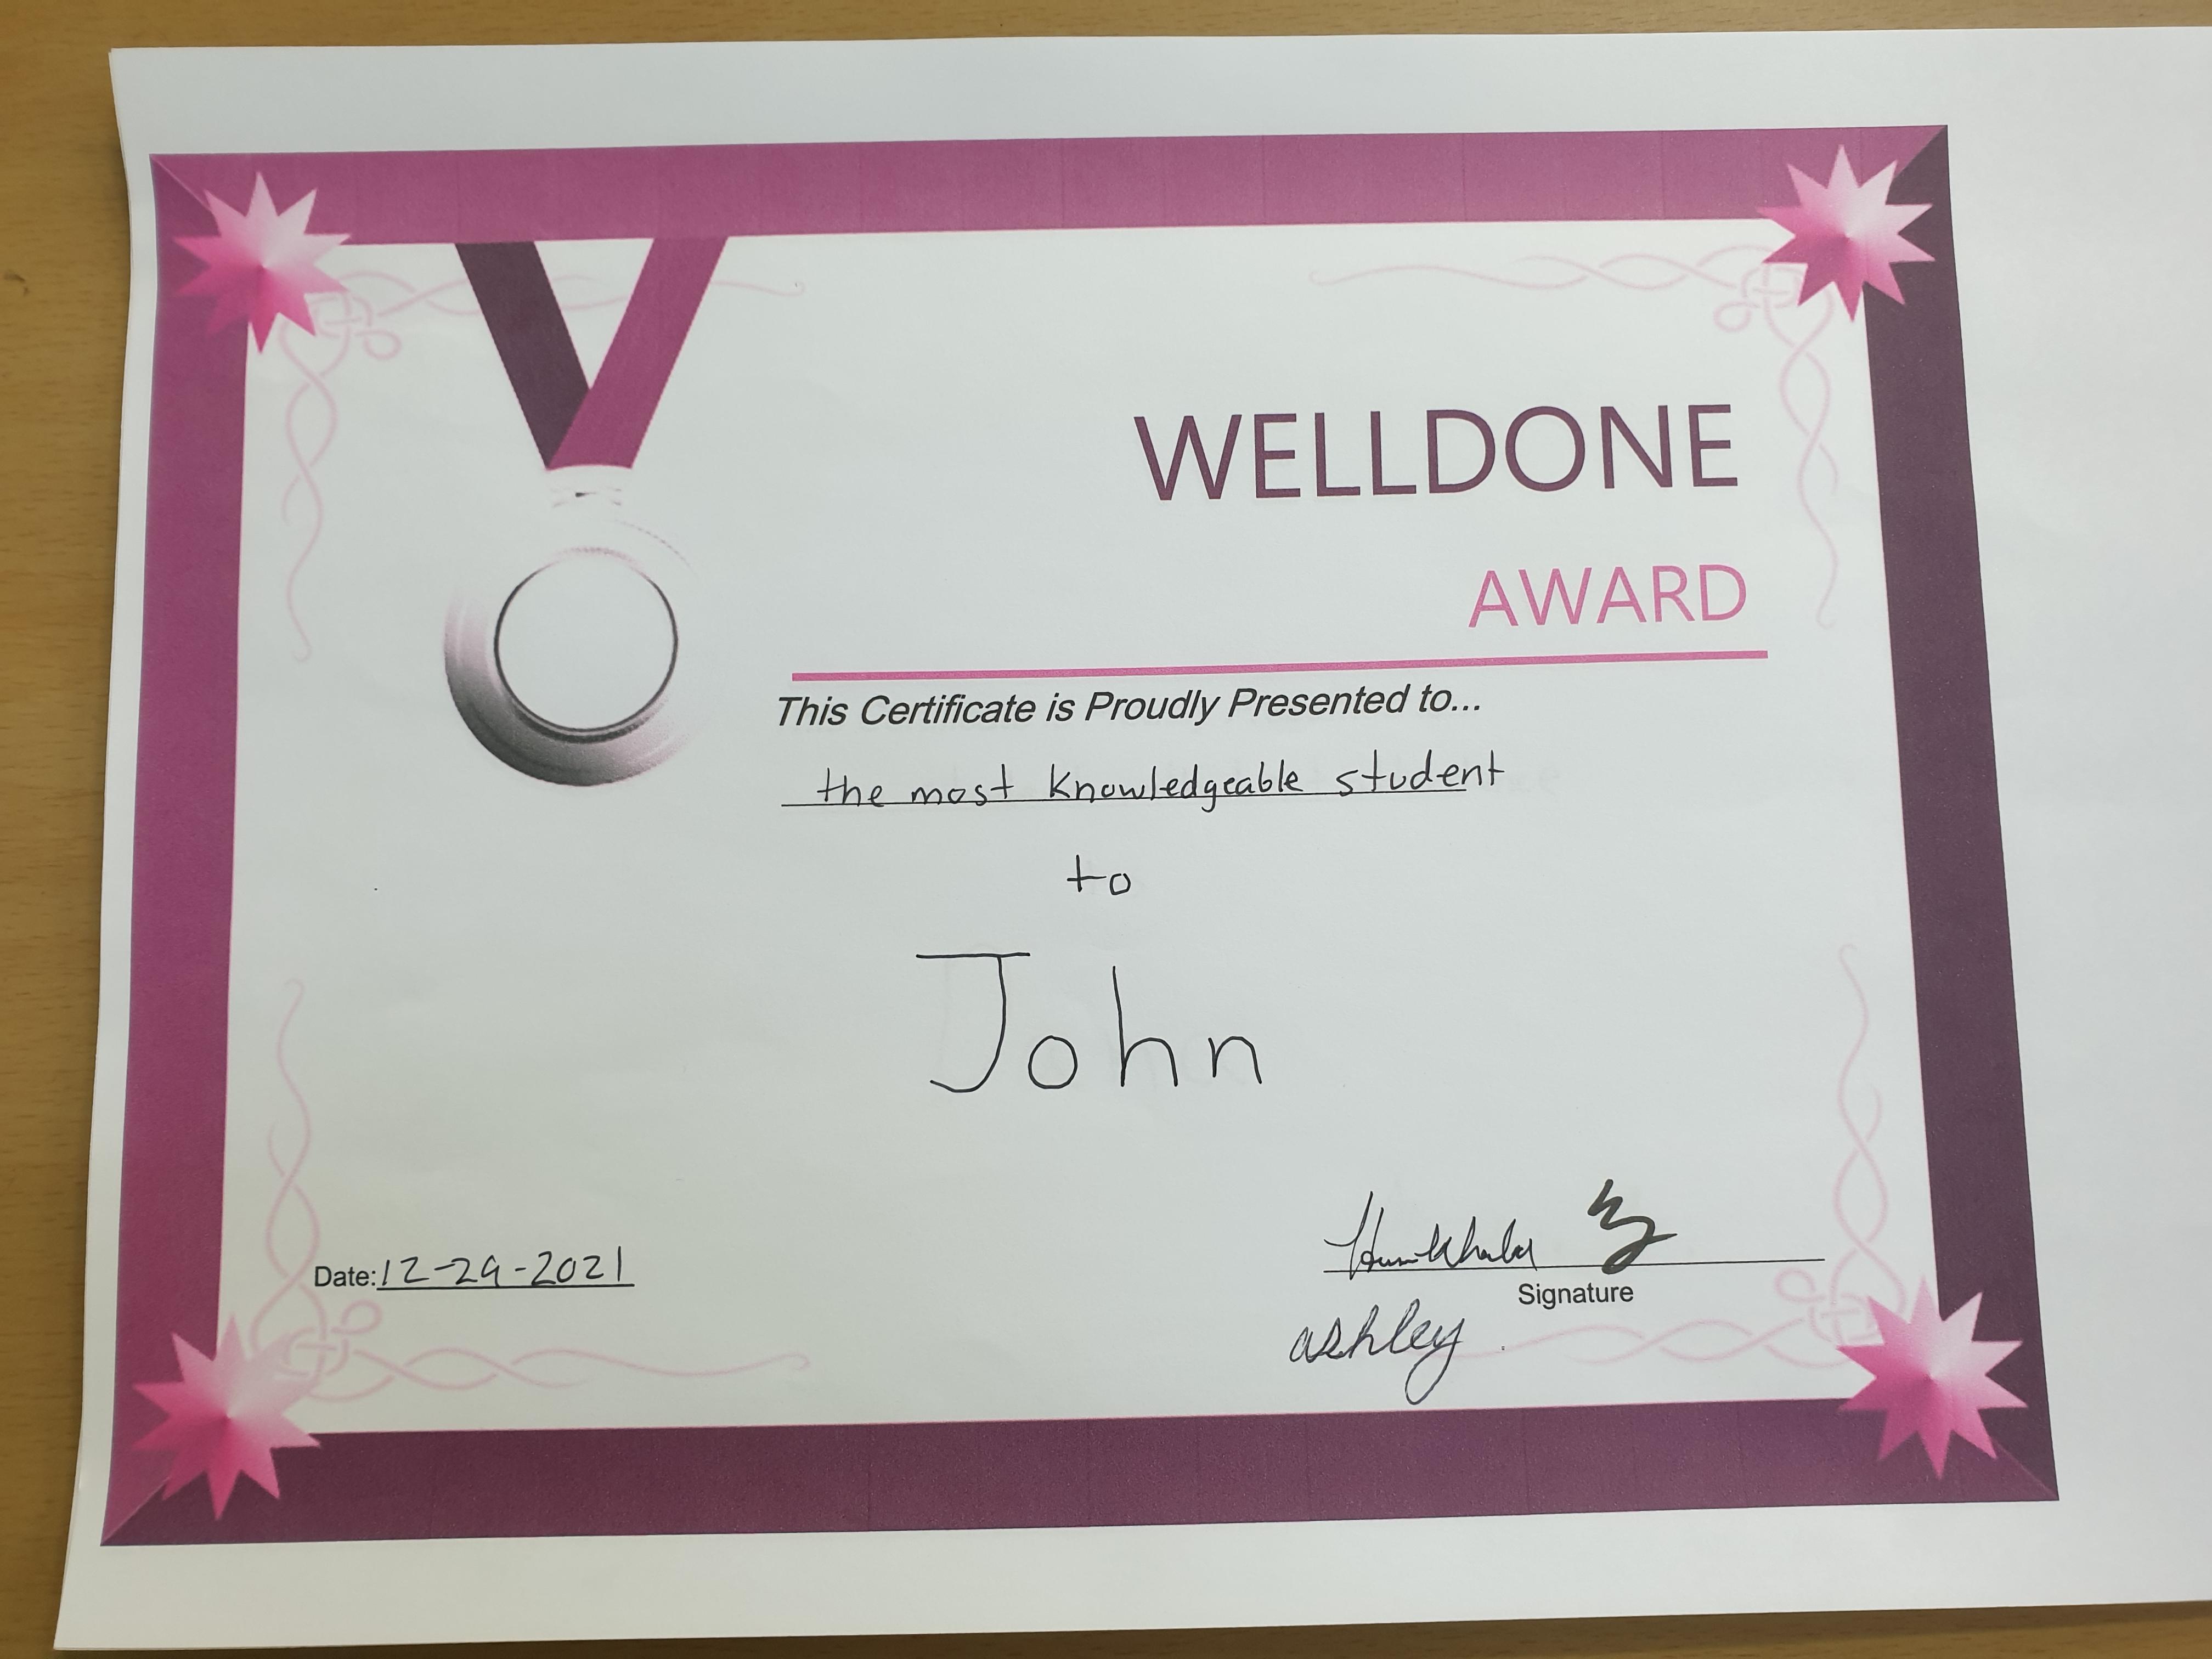 WELLDONE
AWARD
This Certificate is Proudly Presented to...
the most knowledgeable student
to
John
Date:12-29-2021
Signature
ashley